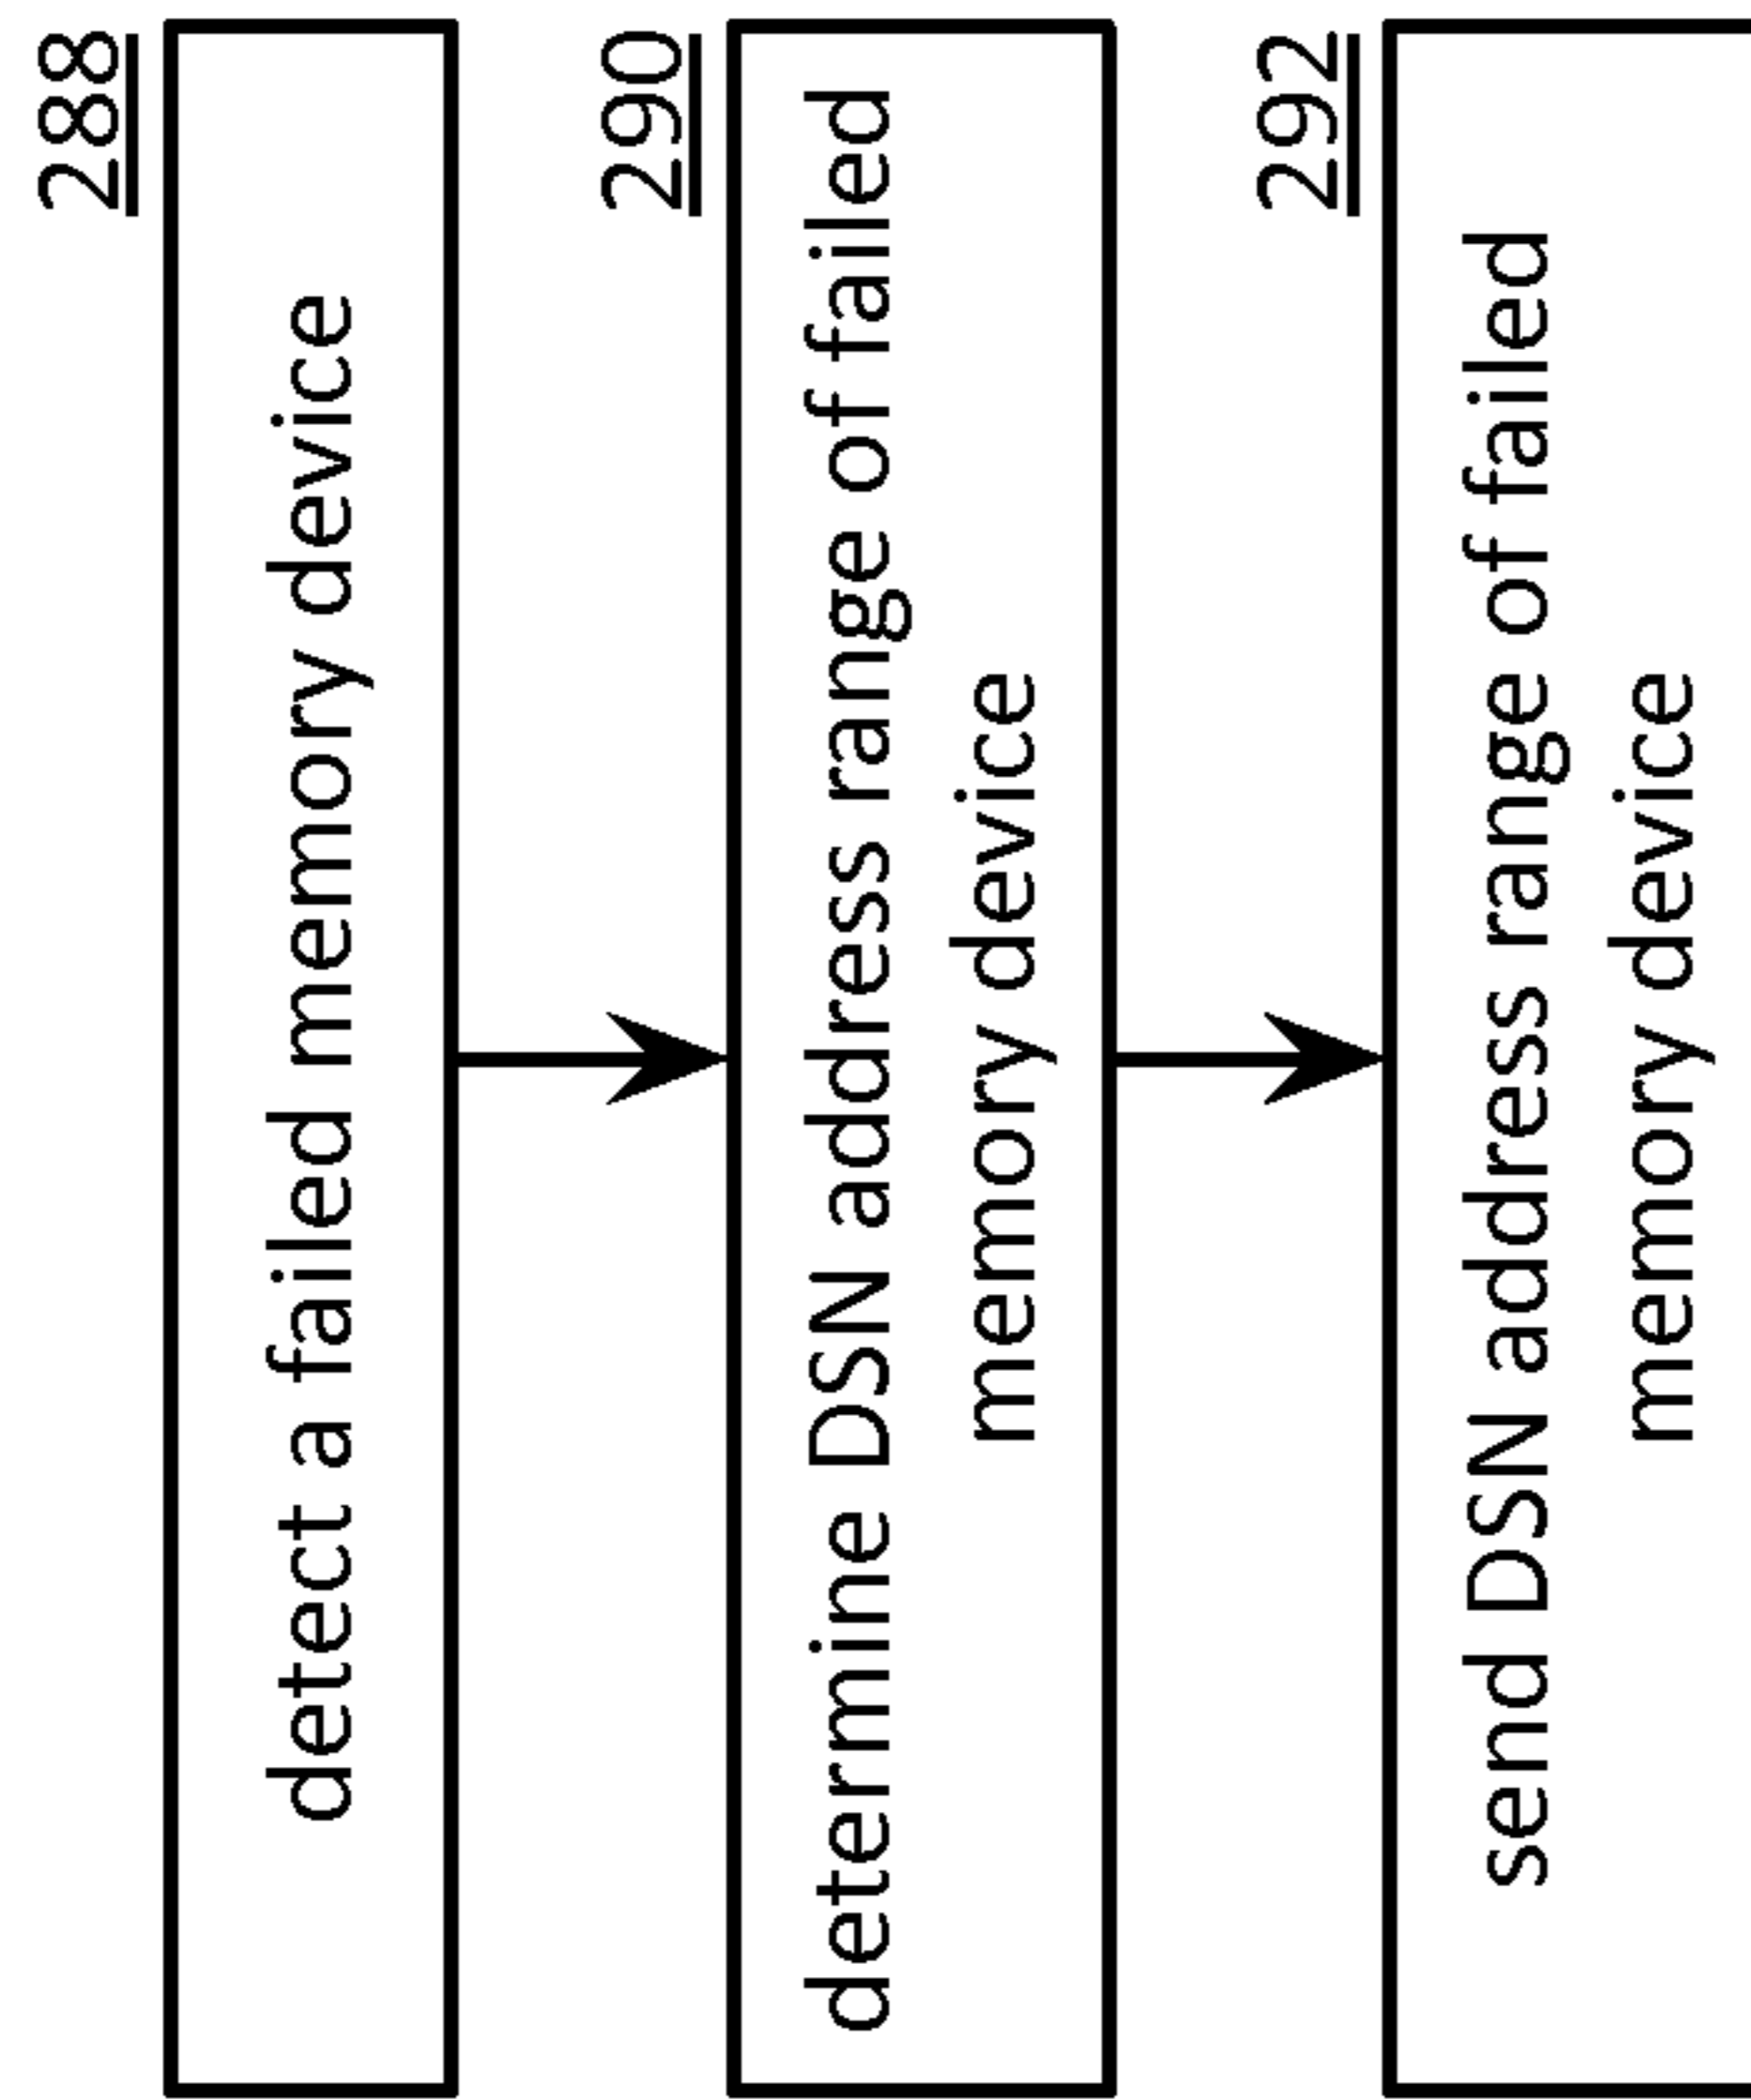 288
detect a failed memory device
290
determine DSN address range of failed
memory device
292
send DSN address range of failed
memory device